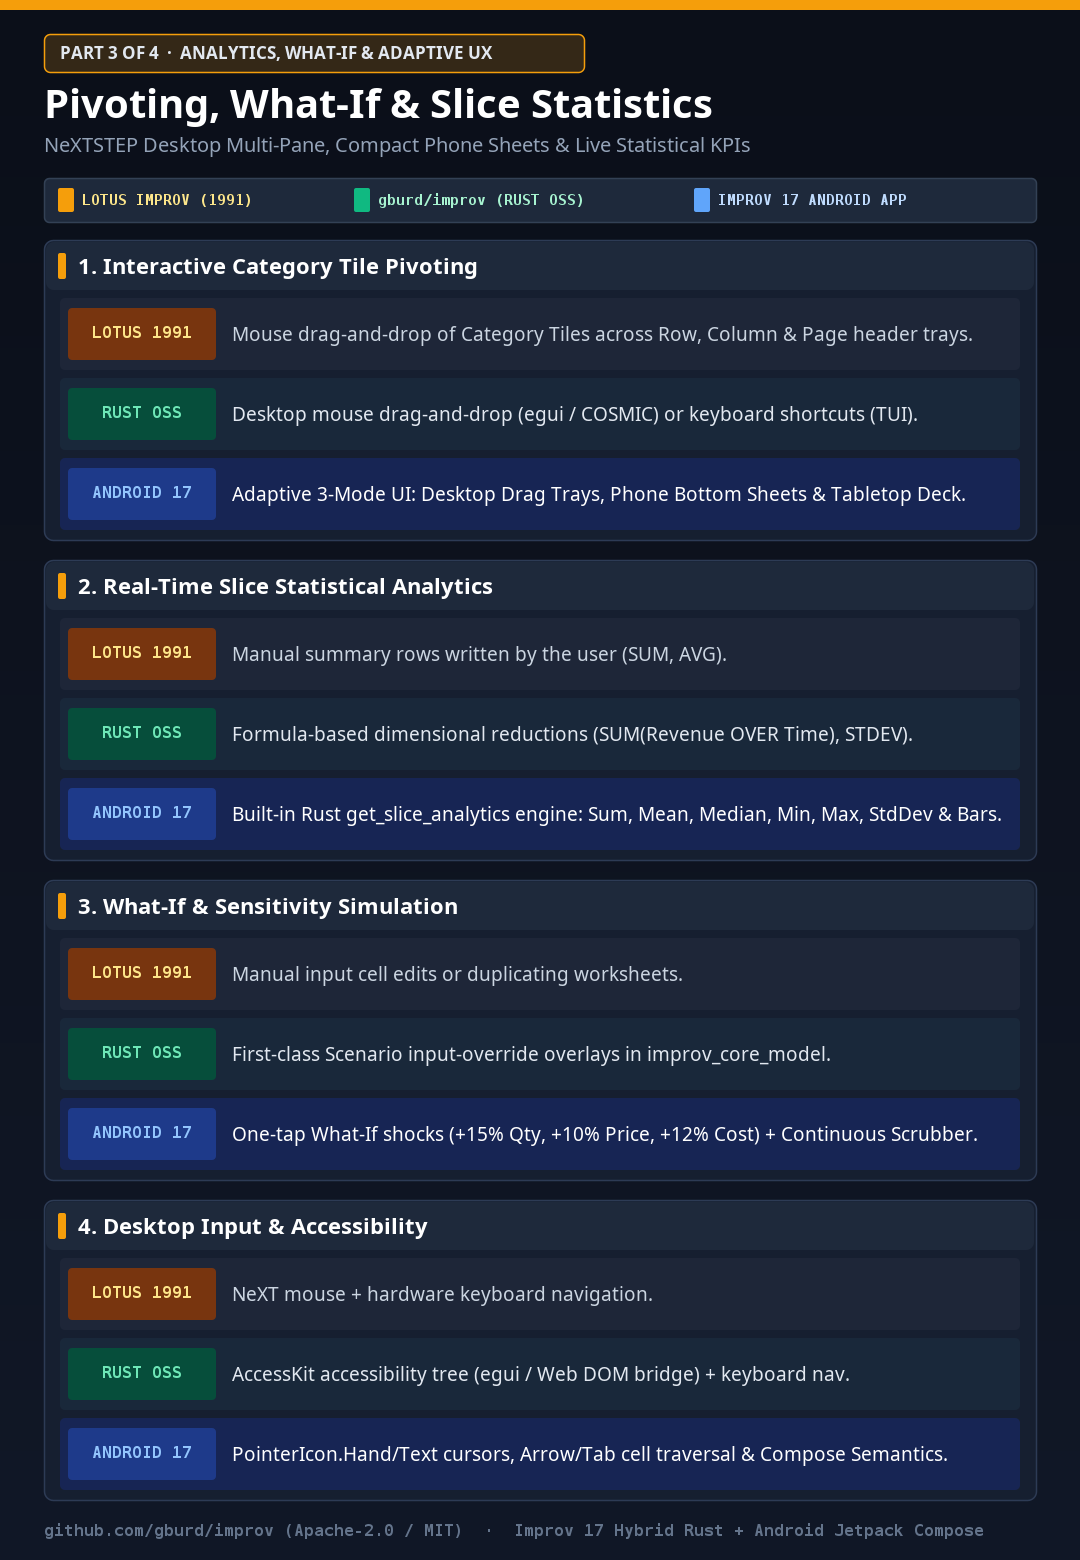 PART 3 OF 4 · ANALYTICS, WHAT-IF & ADAPTIVE UX
Pivoting, What-If & Slice Statistics
NeXTSTEP Desktop Multi-Pane, Compact Phone Sheets & Live Statistical KPIs
LOTUS IMPROV (1991)
gburd/improv (RUST OSS)
IMPROV 17 ANDROID APP
1. Interactive Category Tile Pivoting
LOTUS 1991
Mouse drag-and-drop of Category Tiles across Row, Column & Page header trays.
RUST OSS
Desktop mouse drag-and-drop (egui / COSMIC) or keyboard shortcuts (TUI).
ANDROID 17
Adaptive 3-Mode UI: Desktop Drag Trays, Phone Bottom Sheets & Tabletop Deck.
2. Real-Time Slice Statistical Analytics
LOTUS 1991
Manual summary rows written by the user (SUM, AVG).
RUST OSS
Formula-based dimensional reductions (SUM(Revenue OVER Time), STDEV).
ANDROID 17
Built-in Rust get_slice_analytics engine: Sum, Mean, Median, Min, Max, StdDev & Bars.
3. What-If & Sensitivity Simulation
LOTUS 1991
Manual input cell edits or duplicating worksheets.
RUST OSS
First-class Scenario input-override overlays in improv_core_model.
ANDROID 17
One-tap What-If shocks (+15% Qty, +10% Price, +12% Cost) + Continuous Scrubber.
4. Desktop Input & Accessibility
LOTUS 1991
NeXT mouse + hardware keyboard navigation.
RUST OSS
AccessKit accessibility tree (egui / Web DOM bridge) + keyboard nav.
ANDROID 17
PointerIcon.Hand/Text cursors, Arrow/Tab cell traversal & Compose Semantics.
github.com/gburd/improv (Apache-2.0 / MIT) · Improv 17 Hybrid Rust + Android Jetpack Compose